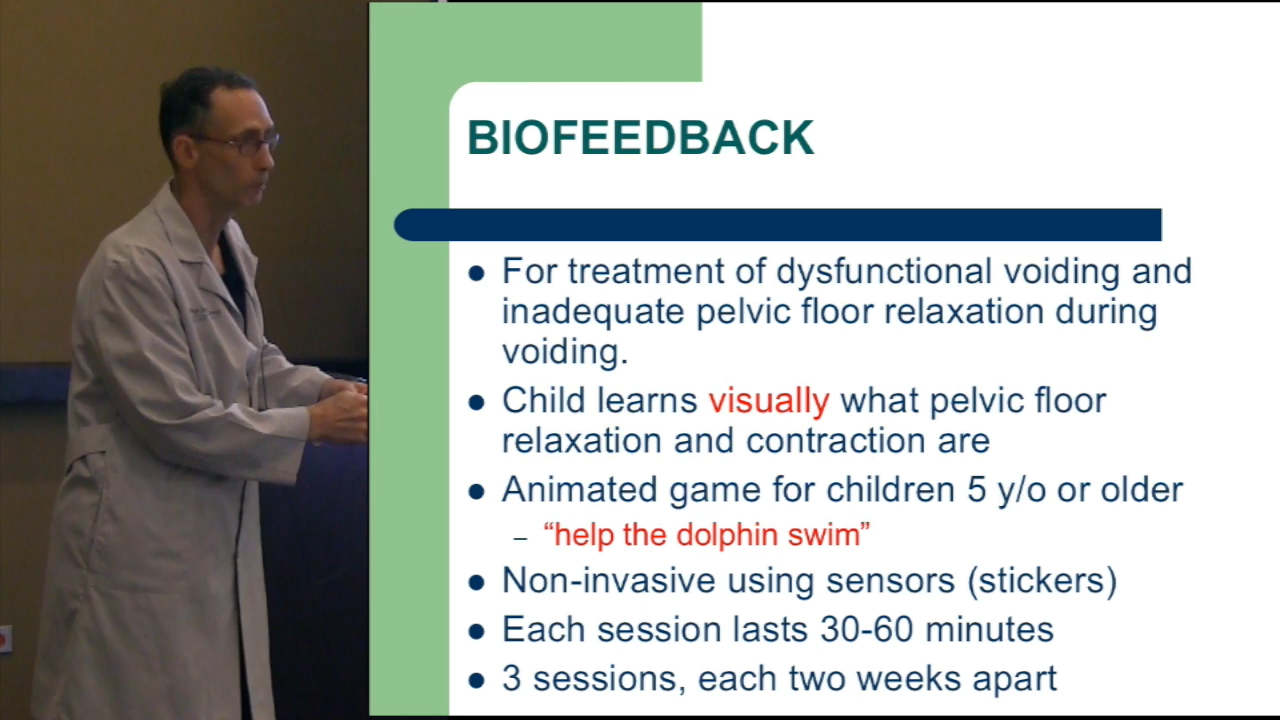 BIOFEEDBACK
● For treatment of dysfunctional voiding and
inadequate pelvic floor relaxation during
voiding.
● Child learns visually what pelvic floor
relaxation and contraction are
● Animated game for children 5 y/o or older
– “help the dolphin swim”
● Non-invasive using sensors (stickers)
● Each session lasts 30-60 minutes
● 3 sessions, each two weeks apart